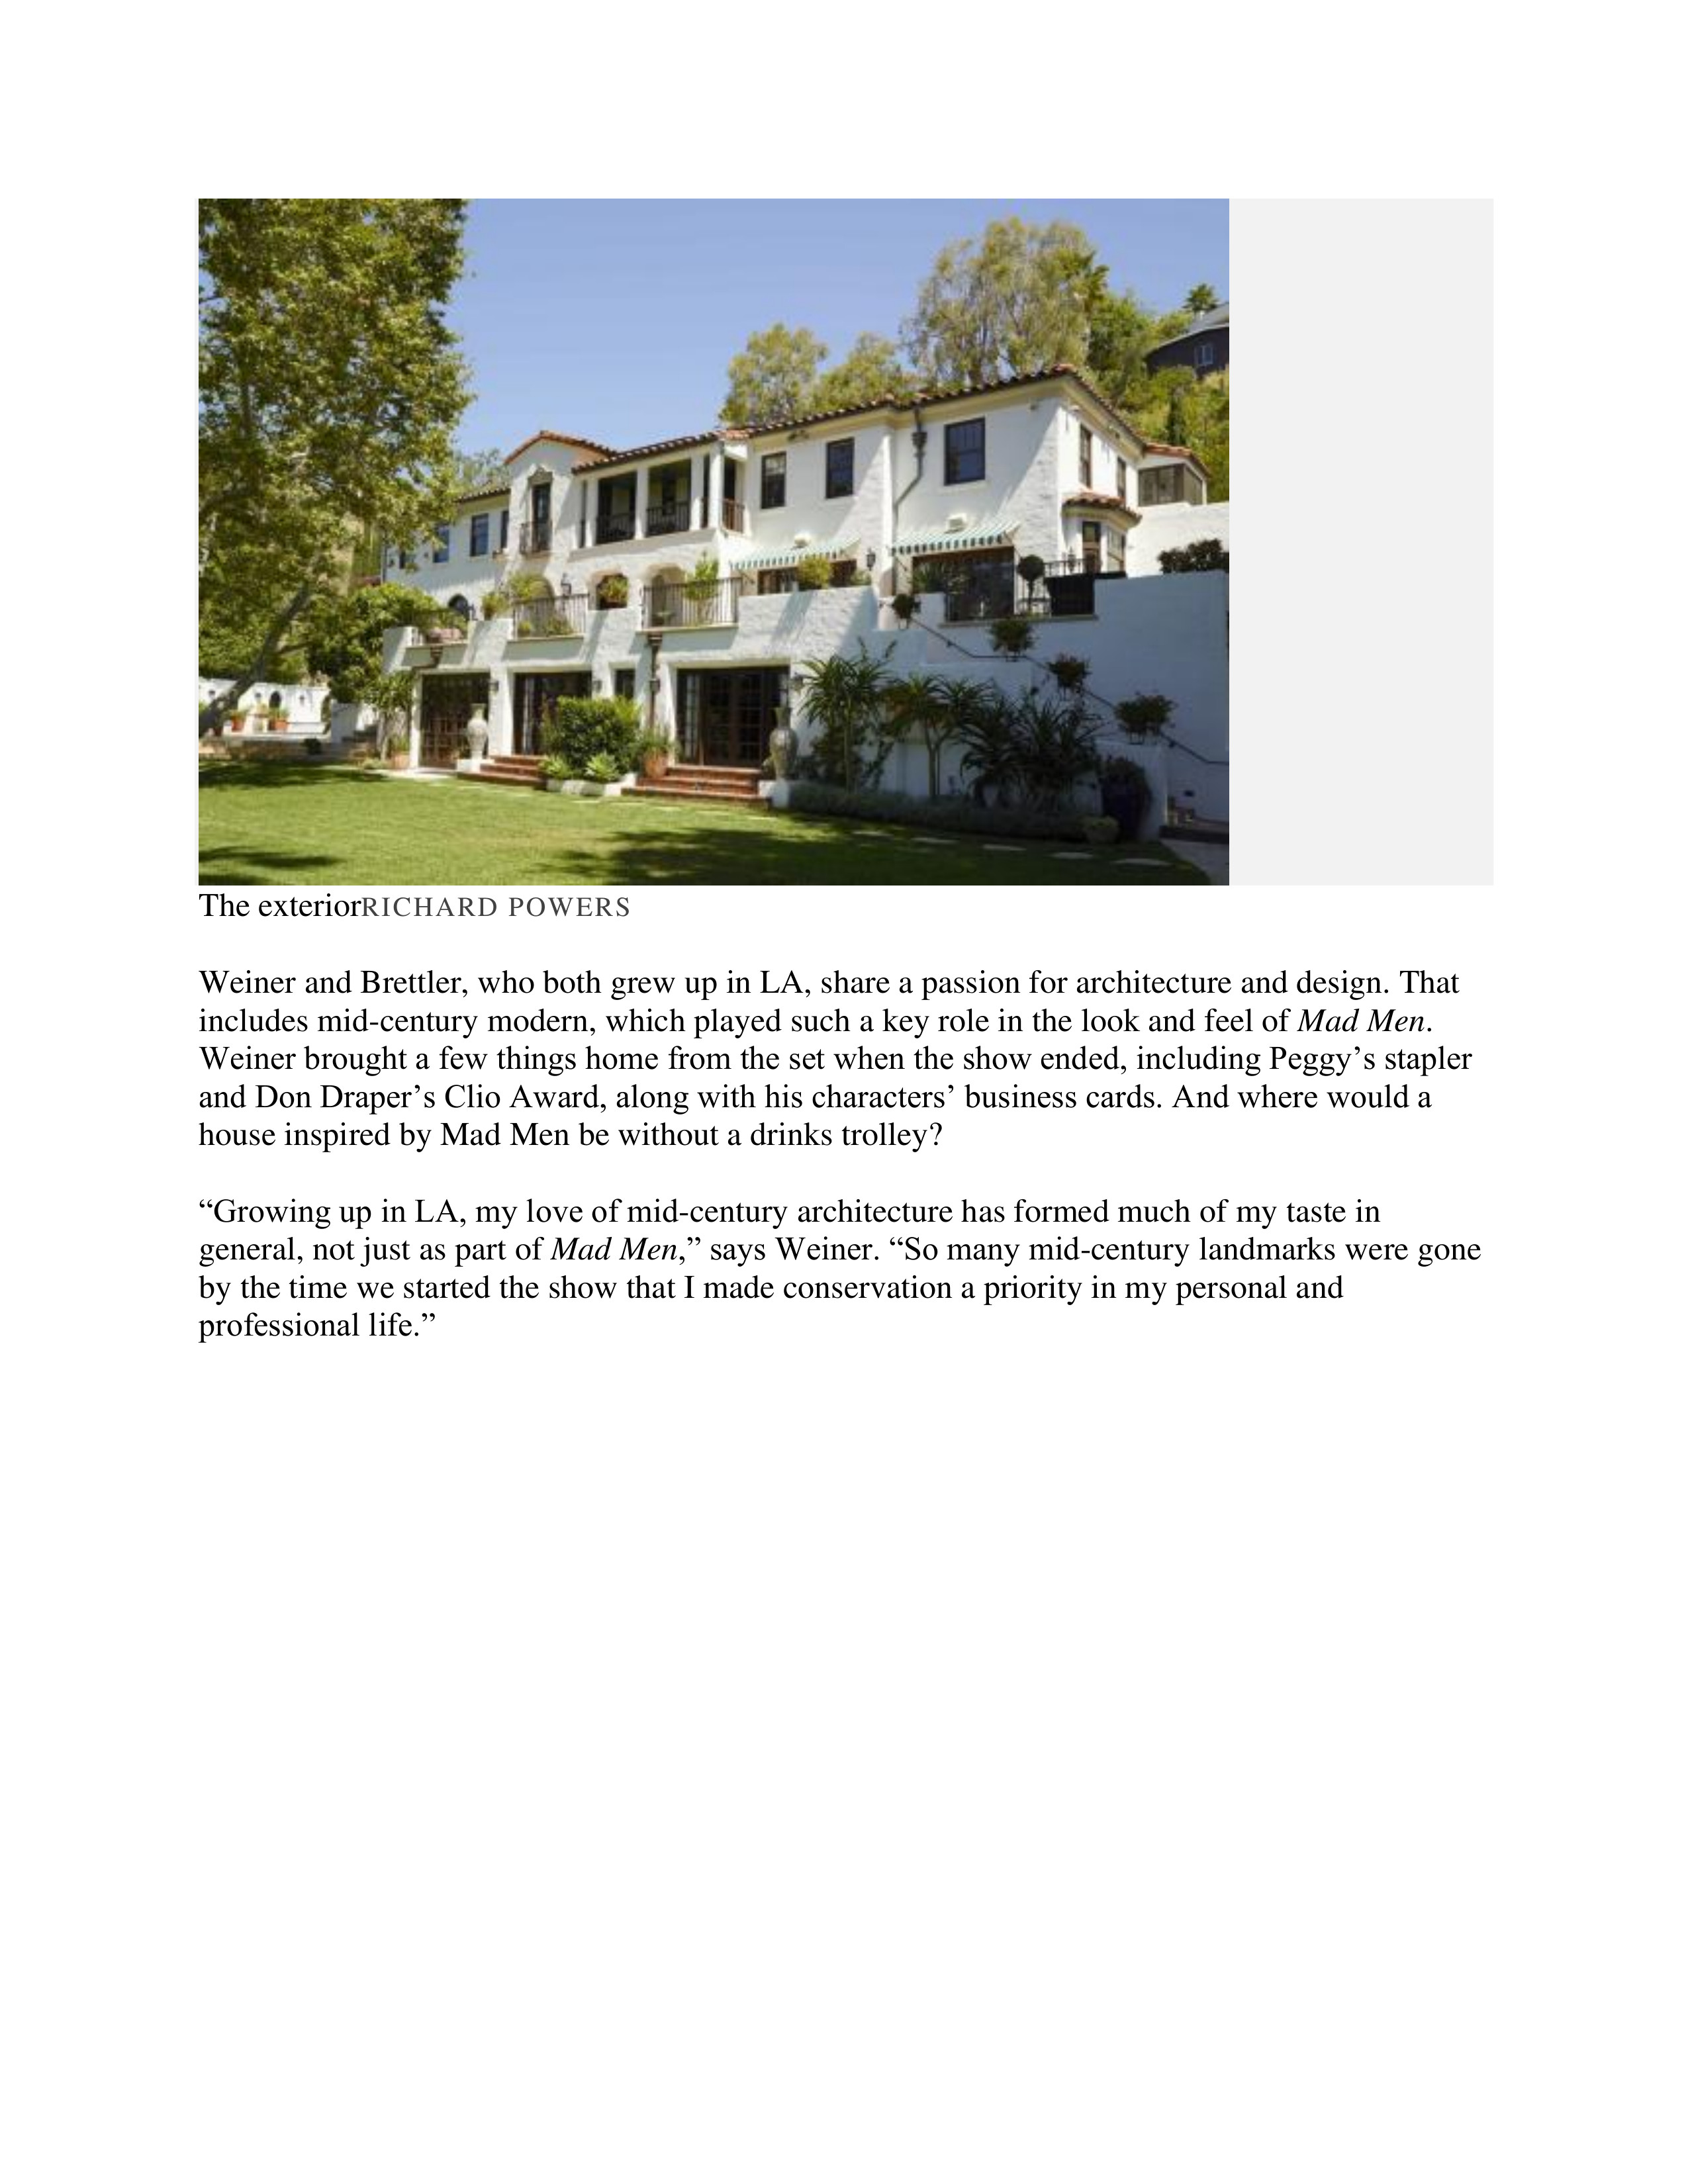 The exteriorRICHARD POWERS
Weiner and Brettler, who both grew up in LA, share a passion for architecture and design. That
includes mid-century modern, which played such a key role in the look and feel of Mad Men.
Weiner brought a few things home from the set when the show ended, including Peggy’s stapler
and Don Draper’s Clio Award, along with his characters’ business cards. And where would a
house inspired by Mad Men be without a drinks trolley?
“Growing up in LA, my love of mid-century architecture has formed much of my taste in
general, not just as part of Mad Men,” says Weiner. “So many mid-century landmarks were gone
by the time we started the show that I made conservation a priority in my personal and
professional life.”